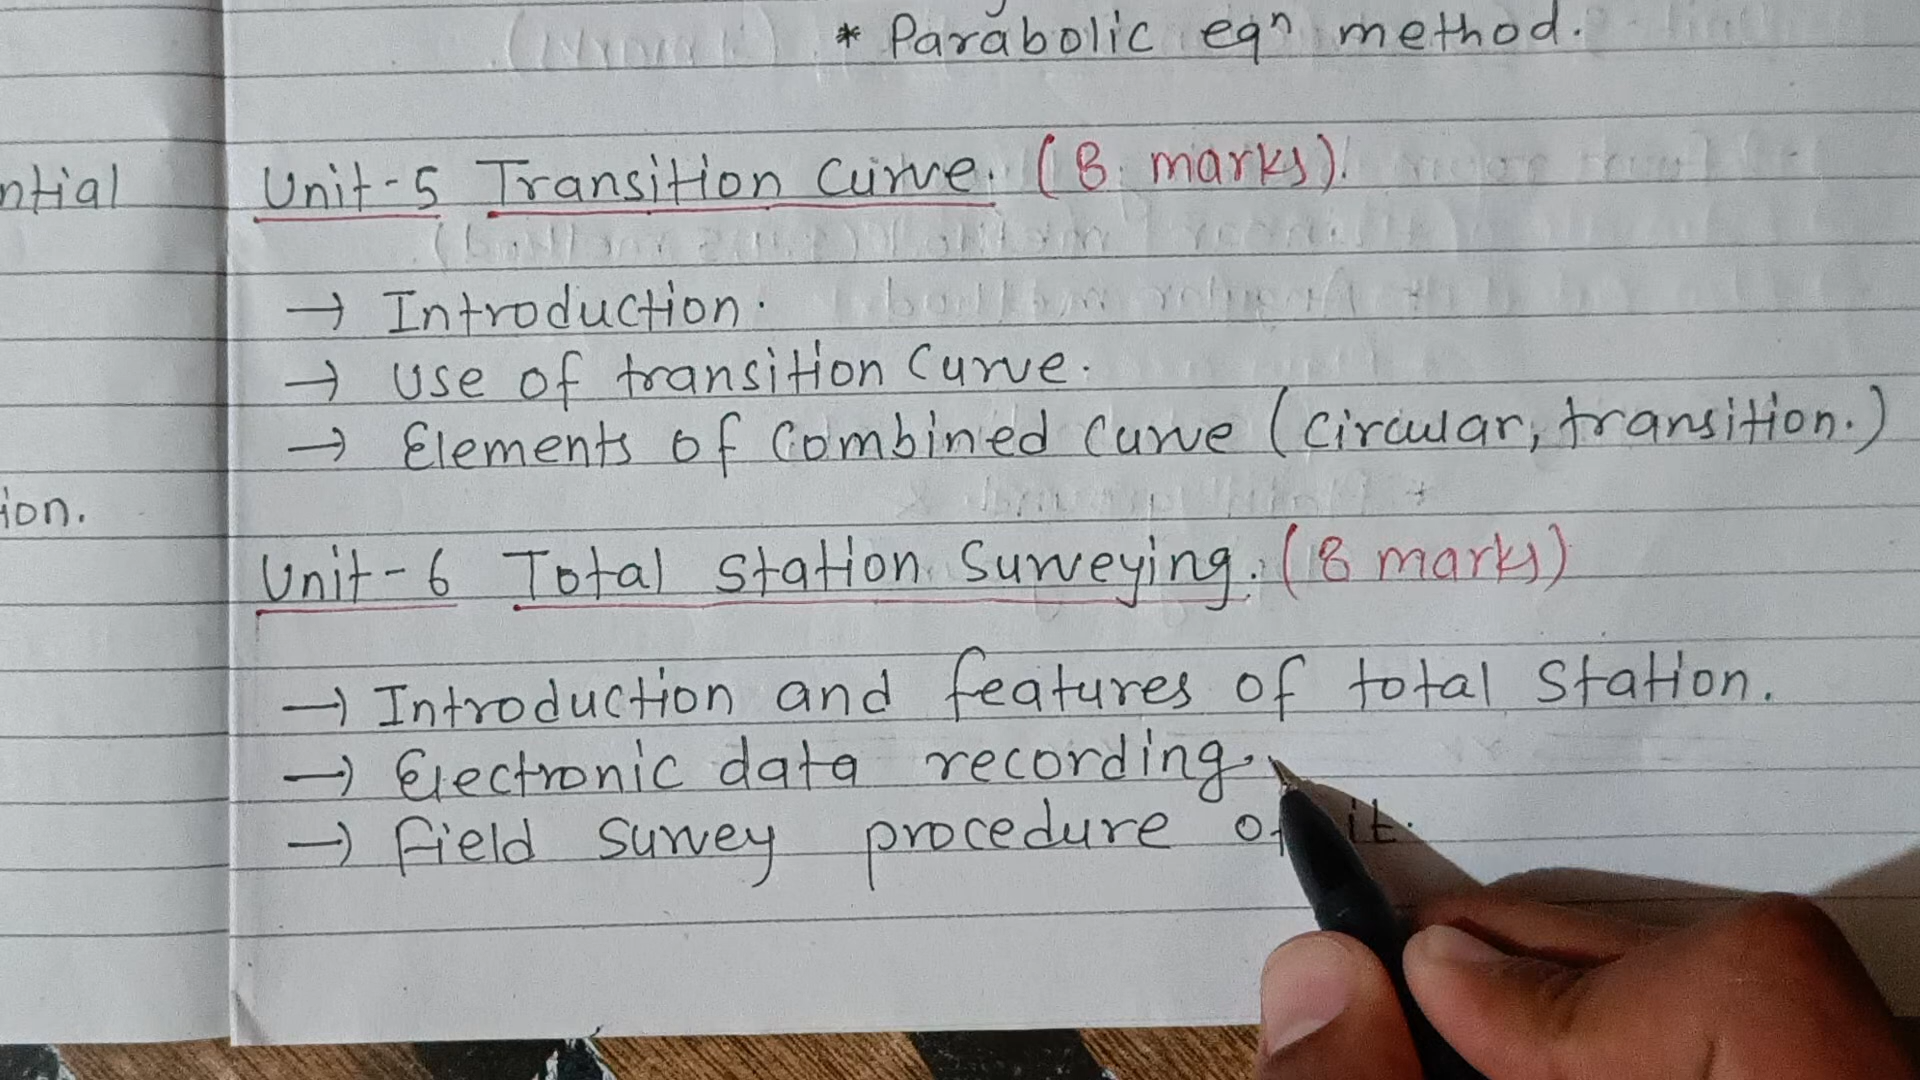 * Parabolic eqn method.
ntial
Unit-5 Transition Curve. (8 marks).
→ Introduction.
→ Use of transition Curve.
→ Elements of Combined Curve (Circular, transition.)
ion.
Unit-6 Total Station Surveying. (8 marks)
→ Introduction and features of total Station.
→ Electronic data recording.
→ Field Survey procedure of it.